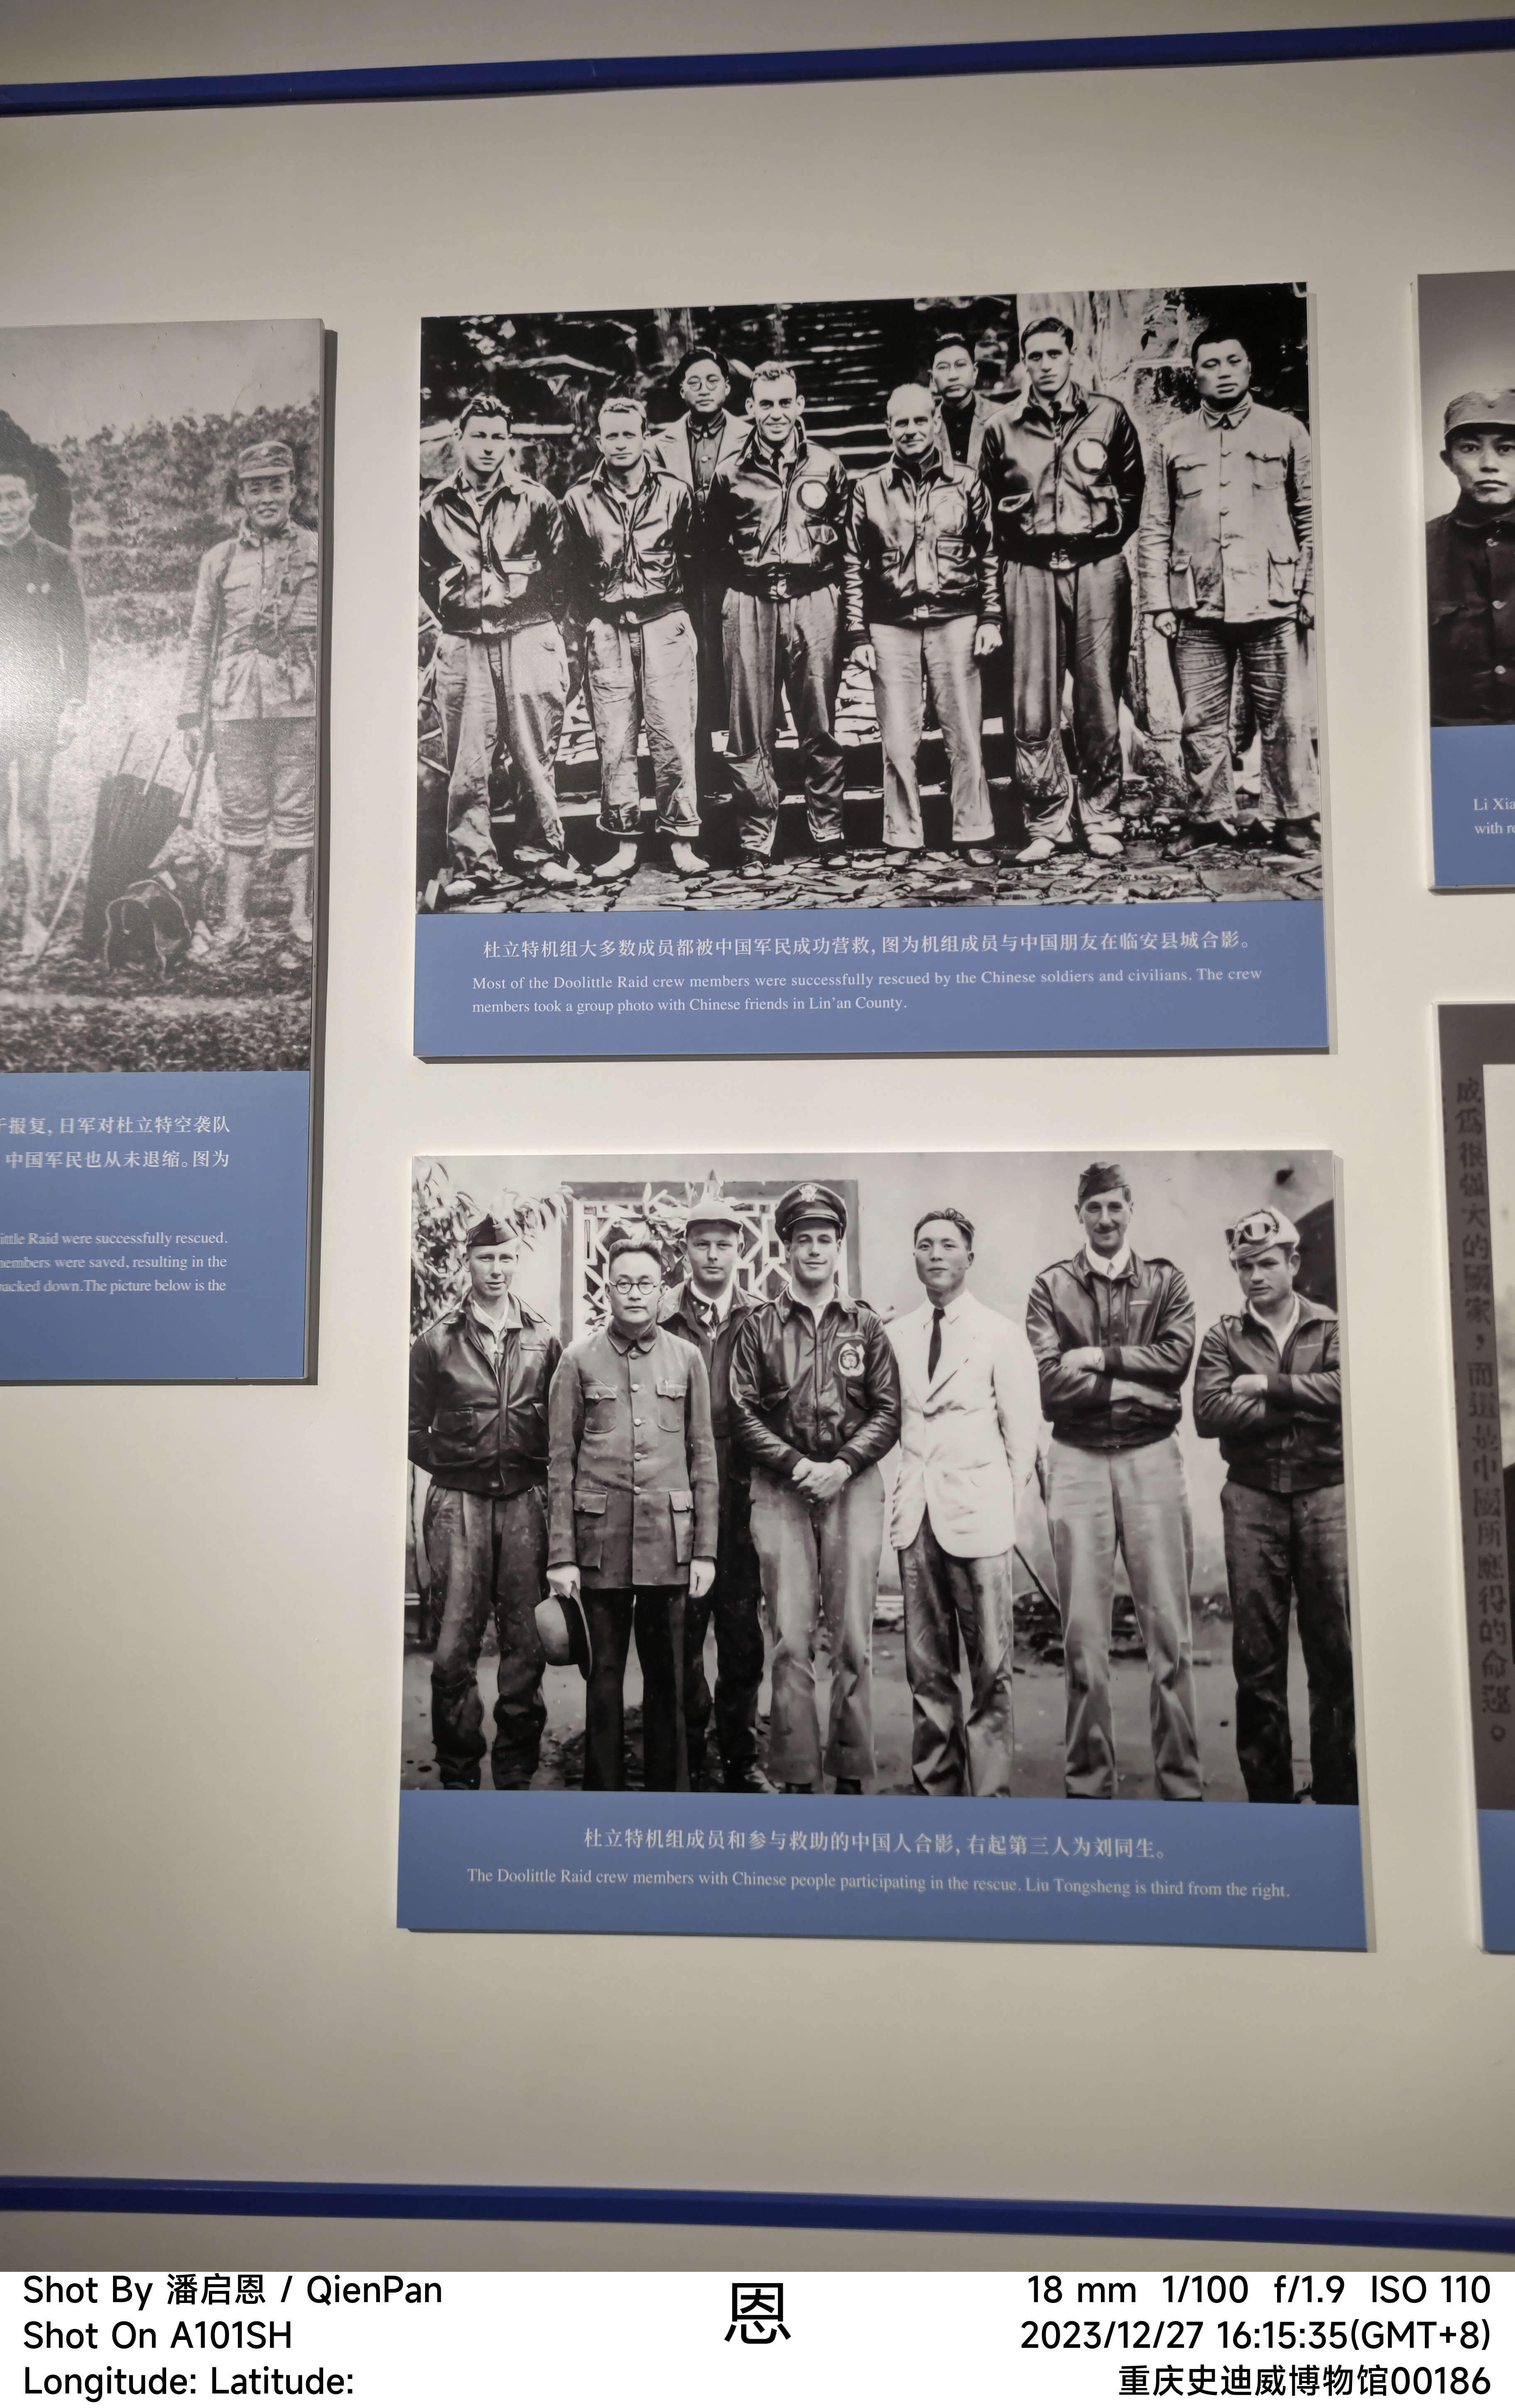 杜立特机组大多数成员都被中国军民成功营救，图为机组成员与中国朋友在临安县城合影。
Most of the Doolittle Raid crew members were successfully rescued by the Chinese soldiers and civilians. The crew
members took a group photo with Chinese friends in Lin'an County.
报复，日军对杜立特空袭队
中国军民也从未退缩。图为
ittle Raid were successfully rescued.
members were saved, resulting in the
acked down.The picture below is the
杜立特机组成员和参与救助的中国人合影，右起第三人为刘同生。
The Doolittle Raid crew members with Chinese people participating in the rescue. Liu Tongsheng is third from the right.
Li Xia
with
成為很强大的國家，而這是中國所應得的命運。
Shot By 潘启恩 / QienPan
Shot On A101SH
Longitude: Latitude:
恩
18 mm 1/100 f/1.9 ISO 110
2023/12/27 16:15:35(GMT+8)
重庆史迪威博物馆00186